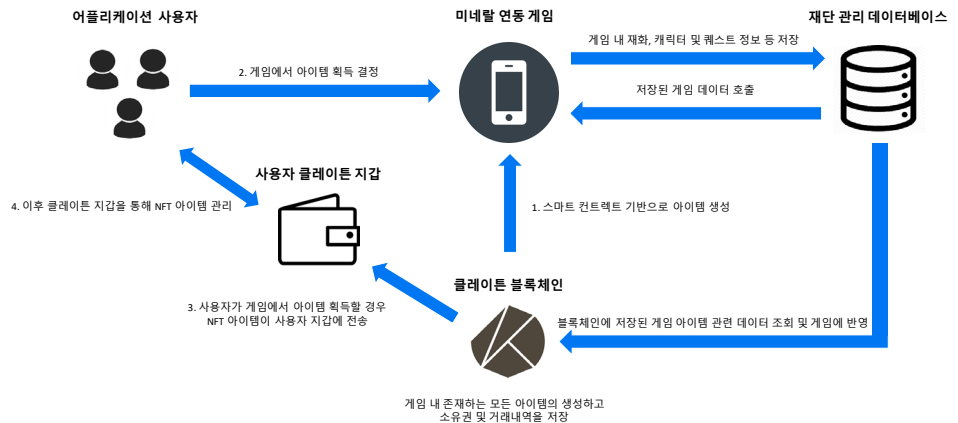 어플리케이션 사용자
미네랄 연동 게임
재단 관리 데이터베이스
게임 내 재화, 캐릭터 및 퀘스트 정보 등 저장
2. 게임에서 아이템 획득 결정
저장된 게임 데이터 호출
사용자 클레이튼 지갑
4. 이후 클레이튼 지갑을 통해 NFT 아이템 관리
1. 스마트 컨트렉트 기반으로 아이템 생성
클레이튼 블록체인
3. 사용자가 게임에서 아이템 획득할 경우
NFT 아이템이 사용자 지갑에 전송
블록체인에 저장된 게임 아이템 관련 데이터 조회 및 게임에 반영
게임 내 존재하는 모든 아이템의 생성하고
소유권 및 거래내역을 저장